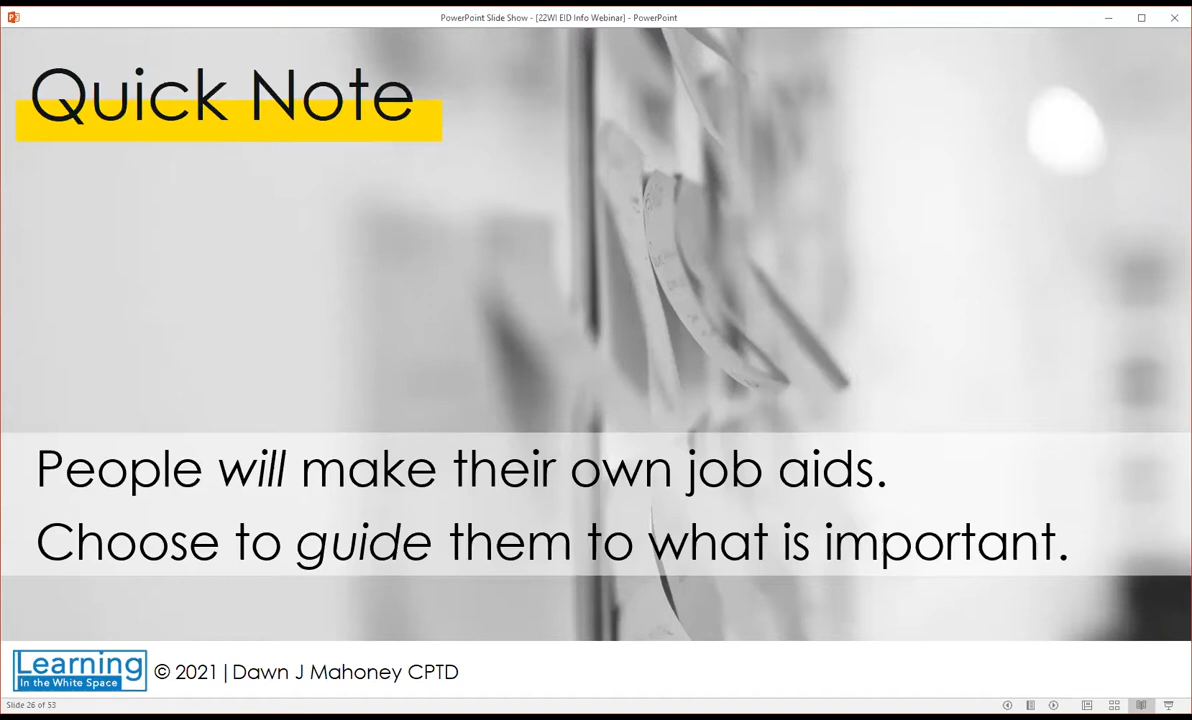 PowerPoint Slide Show - [22WI EID Info Webinar] - PowerPoint
Quick Note
People will make their own job aids.
Choose to guide them to what is important.
Learning
In the White Space
© 2021 | Dawn J Mahoney CPTD
Slide 26 of 53